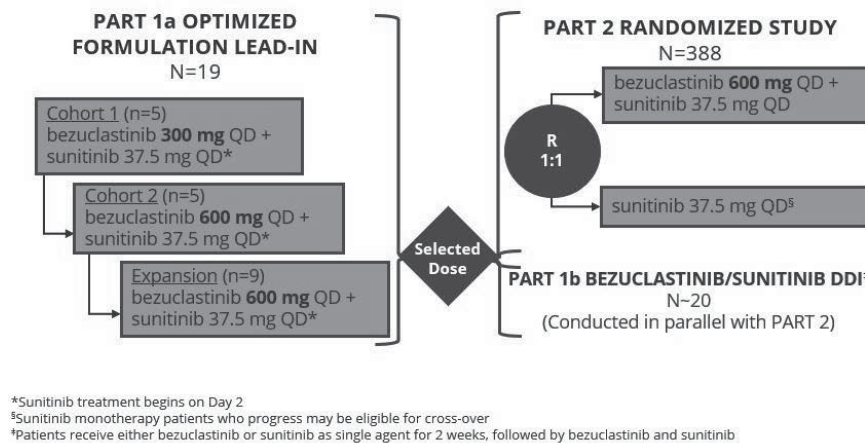 PART 1a OPTIMIZED
FORMULATION LEAD-IN
N=19
Cohort 1 (n=5)
bezuclastinib 300 mg QD +
sunitinib 37.5 mg QD*
Cohort 2 (n=5)
bezuclastinib 600 mg QD +
sunitinib 37.5 mg QD*
Expansion (n=9)
bezuclastinib 600 mg QD +
sunitinib 37.5 mg QD*
Selected
Dose
PART 2 RANDOMIZED STUDY
N=388
R
1:1
bezuclastinib 600 mg QD +
sunitinib 37.5 mg QD
sunitinib 37.5 mg QD§
PART 1b BEZUCLASTINIB/SUNITINIB DDI
N~20
(Conducted in parallel with PART 2)
*Sunitinib treatment begins on Day 2
§Sunitinib monotherapy patients who progress may be eligible for cross-over
‡Patients receive either bezuclastinib or sunitinib as single agent for 2 weeks, followed by bezuclastinib and sunitinib